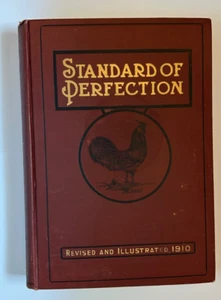 STANDARD OF
PERFECTION
REVISED AND ILLUSTRATED, 1910